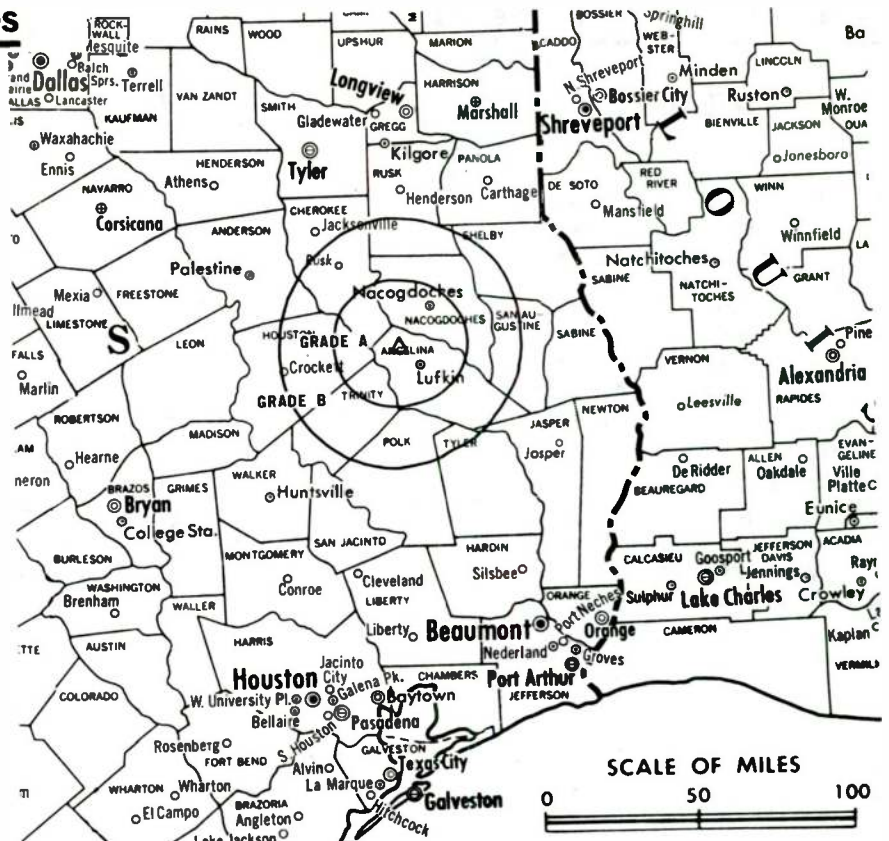 es
ROCK-
WALL
RAINS
WOOD
UPSHUR
MARION
CADDO
BOSSIER
Springhill
WEB-
STER
LINCOLN
Ba
Mesquite
Balch
Sprs.
Dallas
Lancaster
Terrell
KAUFMAN
VAN ZANDT
SMITH
Longview
HARRISON
Marshall
N. Shreveport
Bossier City
Minden
Ruston
W.
Monroe
OUA
Shreveport
BIENVILLE
JACKSON
Gladewater
GREGG
Kilgore
Waxahachie
Ennis
HENDERSON
Athens
Tyler
RUSK
Henderson
PANOLA
Carthage
DE SOTO
Mansfield
RED
RIVER
Jonesboro
WINN
Winnfield
LA
NAVARRO
Corsicana
ANDERSON
CHEROKEE
Jacksonville
Rusk
SHELBY
Natchitoches
NATCHI-
TOCHES
SABINE
GRANT
L
O
U
I
Palestine
Mexia
FREESTONE
LIMESTONE
S
Nacogdoches
NACOGDOCHES
SAN AU-
GUSTINE
SABINE
HOUSTON
GRADE A
ANGELINA
Lufkin
Crockett
LEON
FALLS
Marlin
GRADE B
TRINITY
VERNON
Pine
Alexandria
RAPIDES
Leesville
ROBERTSON
Hearne
MADISON
POLK
TYLER
JASPER
Jasper
NEWTON
De Ridder
BEAUREGARD
ALLEN
Oakdale
EVAN-
GELINE
Ville
Platte
WALKER
Huntsville
BRAZOS
GRIMES
Bryan
College Sta.
Eunice
BURLESON
MONTGOMERY
SAN JACINTO
HARDIN
Silsbee
CALCASIEU
Goosport
JEFFERSON
DAVIS
Jennings
ACADIA
Sulphur
Lake Charles
Crowley
WASHINGTON
Brenham
WALLER
Conroe
Cleveland
LIBERTY
Liberty
ORANGE
Port Neches
Orange
Beaumont
Nederland
Groves
Port Arthur
JEFFERSON
CAMERON
Kaplan
AUSTIN
HARRIS
COLORADO
Houston
Jacinto
City
Galena Pk.
Baytown
CHAMBERS
W. University Pl.
Bellaire
Pasadena
S. Houston
Rosenberg
FORT BEND
GALVESTON
Texas City
Alvin
La Marque
Hitchcock
Galveston
WHARTON
Wharton
El Campo
BRAZORIA
Angleton
Lake Jackson
SCALE OF MILES
0 50 100